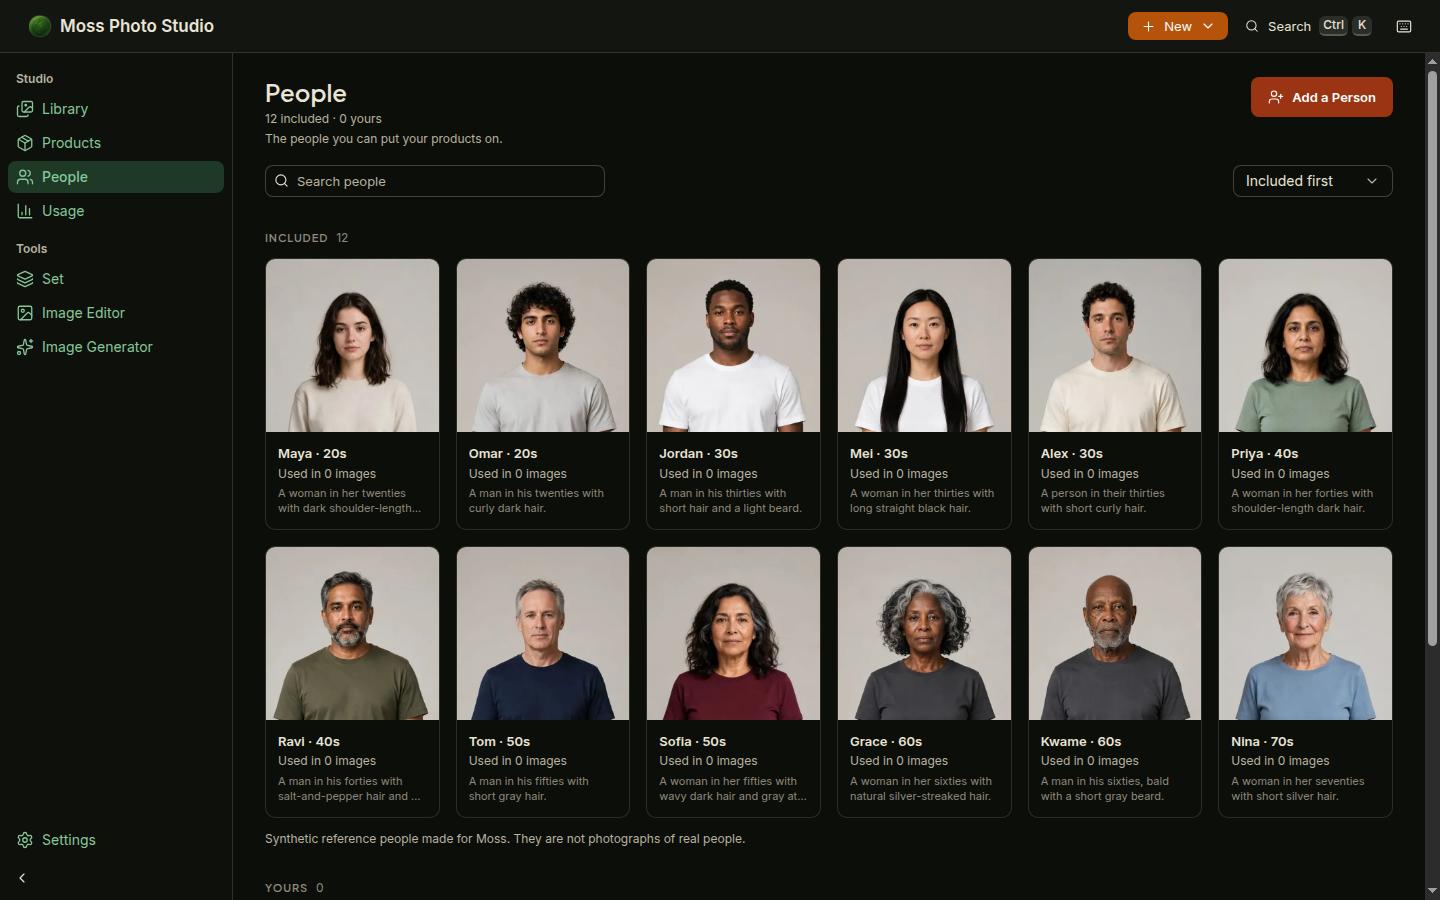 Moss Photo Studio
New
Search Ctrl K
Studio
Library
Products
People
Usage
Tools
Set
Image Editor
Image Generator
Settings
People
12 included · 0 yours
The people you can put your products on.
Add a Person
Search people
Included first
INCLUDED 12
Maya · 20s
Used in 0 images
A woman in her twenties
with dark shoulder-length...
Omar · 20s
Used in 0 images
A man in his twenties with
curly dark hair.
Jordan · 30s
Used in 0 images
A man in his thirties with
short hair and a light beard.
Mei · 30s
Used in 0 images
A woman in her thirties with
long straight black hair.
Alex · 30s
Used in 0 images
A person in their thirties
with short curly hair.
Priya · 40s
Used in 0 images
A woman in her forties with
shoulder-length dark hair.
Ravi · 40s
Used in 0 images
A man in his forties with
salt-and-pepper hair and ...
Tom · 50s
Used in 0 images
A man in his fifties with
short gray hair.
Sofia · 50s
Used in 0 images
A woman in her fifties with
wavy dark hair and gray at...
Grace · 60s
Used in 0 images
A woman in her sixties with
natural silver-streaked hair.
Kwame · 60s
Used in 0 images
A man in his sixties, bald
with a short gray beard.
Nina · 70s
Used in 0 images
A woman in her seventies
with short silver hair.
Synthetic reference people made for Moss. They are not photographs of real people.
YOURS 0